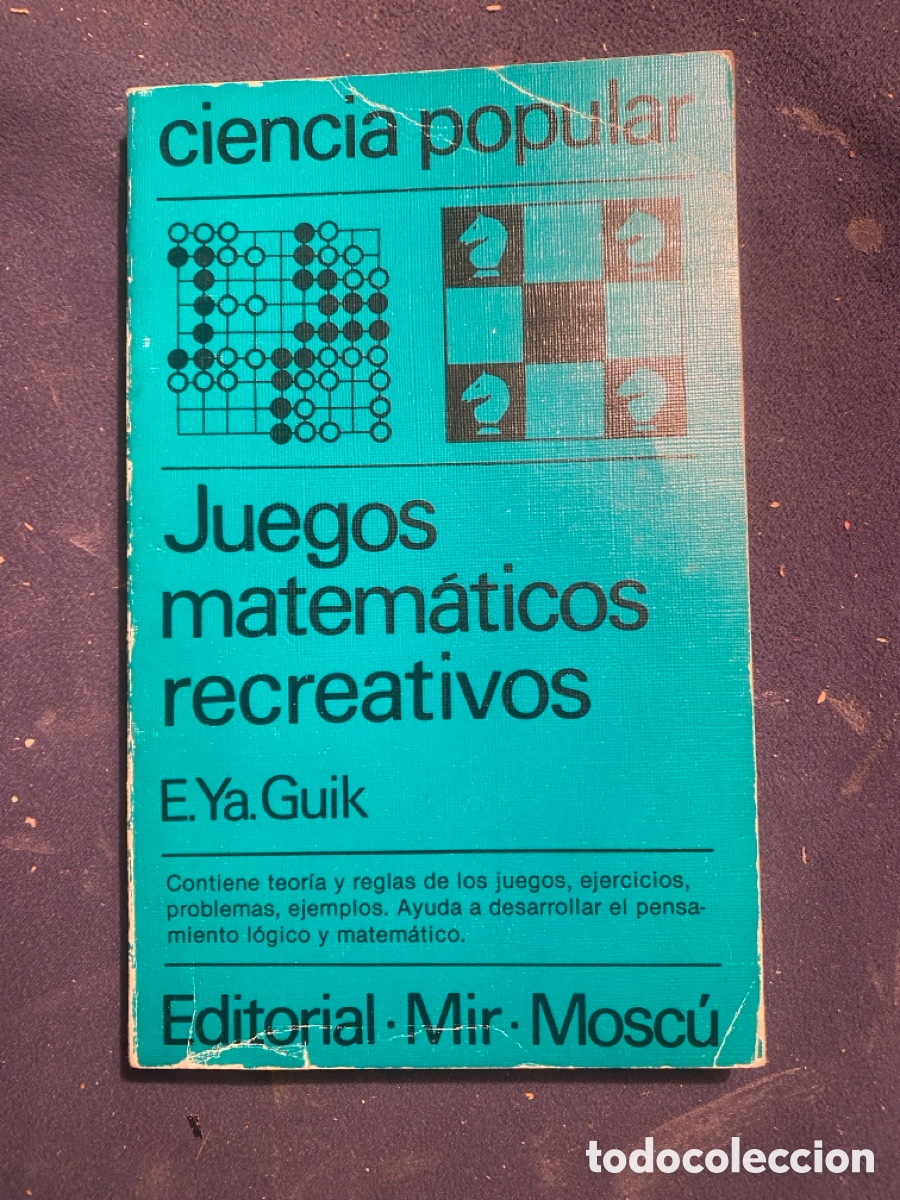 ciencia popular
Juegos
matemáticos
recreativos
E.Ya.Guik
Contiene teoría y reglas de los juegos, ejercicios,
problemas, ejemplos. Ayuda a desarrollar el pensa-
miento lógico y matemático.
Editorial · Mir · Moscú
todocoleccion